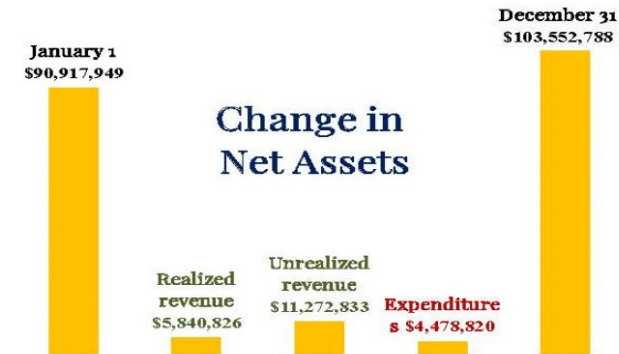 December 31
$103,552,788
January 1
$90,917,949
Change in
Net Assets
Realized
revenue
$5,840,826
Unrealized
revenue
$11,272,833
Expenditure
s $4,478,820